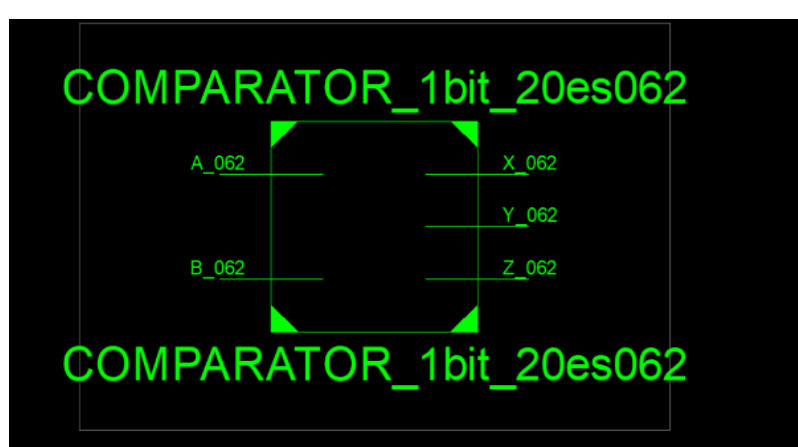 COMPARATOR_1bit_20es062
A_062
X_062
Y_062
B_062
Z_062
COMPARATOR_1bit_20es062